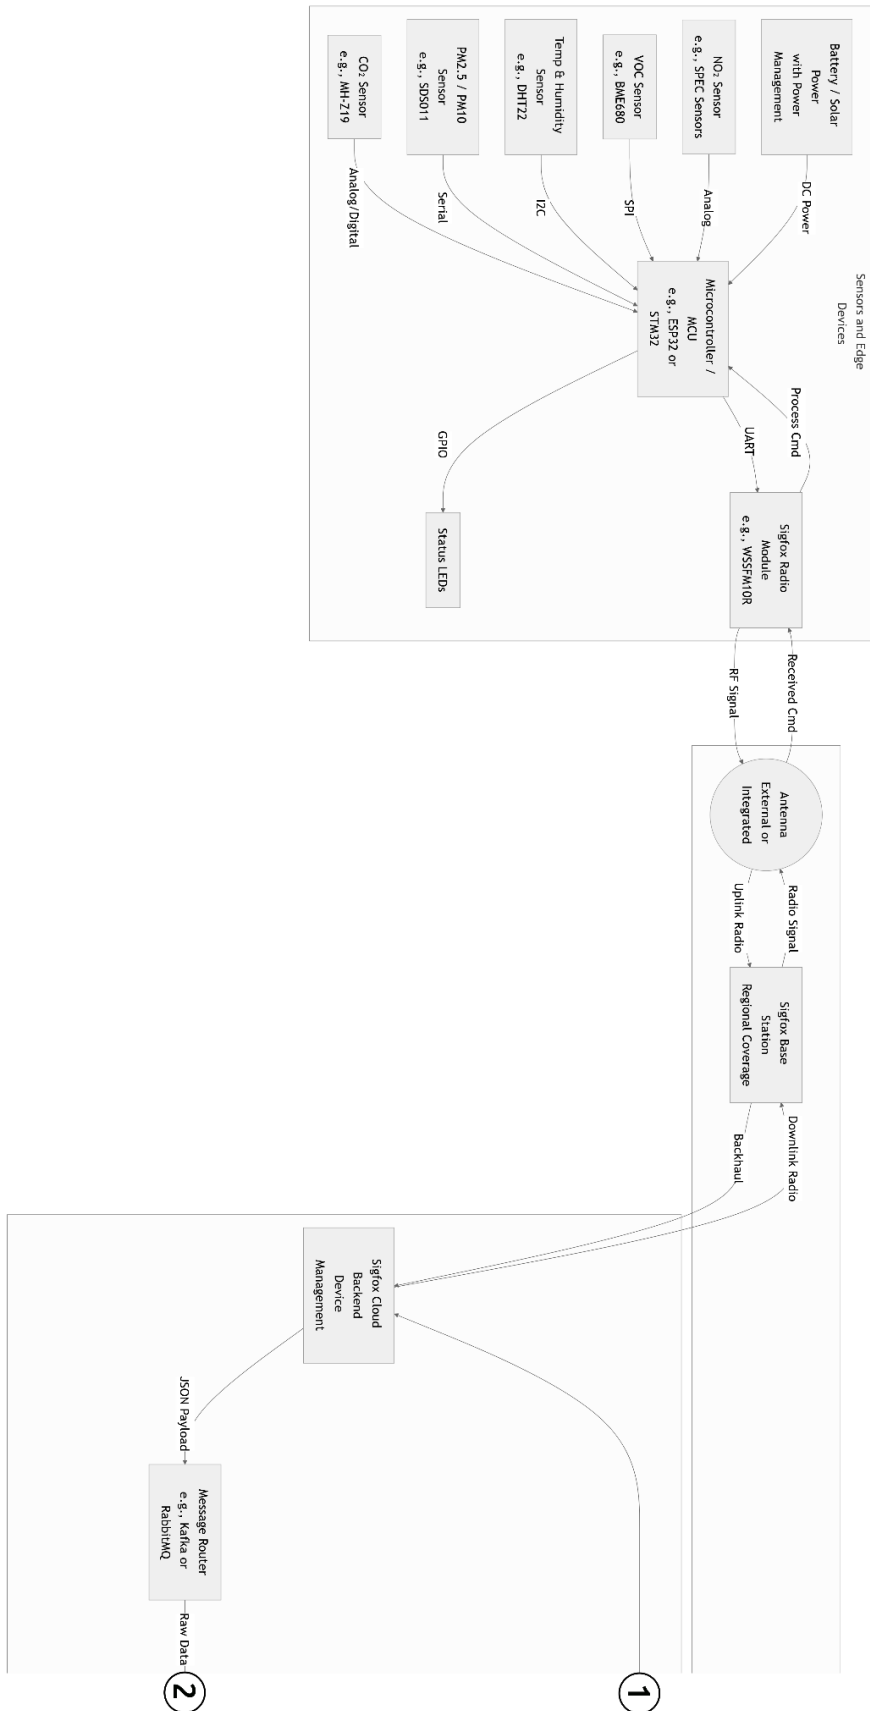 Sensors and Edge
Devices
Battery / Solar
Power
with Power
Management
NO₂ Sensor
e.g., SPEC Sensors
VOC Sensor
e.g., BME680
Temp & Humidity
Sensor
e.g., DHT22
PM2.5 / PM10
Sensor
e.g., SDS011
CO₂ Sensor
e.g., MH-Z19
DC Power
Analog
SPI
I2C
Serial
Analog/Digital
Microcontroller /
MCU
e.g., ESP32 or
STM32
Process Cmd
UART
GPIO
Sigfox Radio
Module
e.g., WSSFM10R
Status LEDs
Received Cmd
RF Signal
Antenna
External or
Integrated
Radio Signal
Uplink Radio
Sigfox Base
Station
Regional Coverage
Downlink Radio
Backhaul
Sigfox Cloud
Backend
Device
Management
JSON Payload
Message Router
e.g., Kafka or
RabbitMQ
Raw Data
1
2